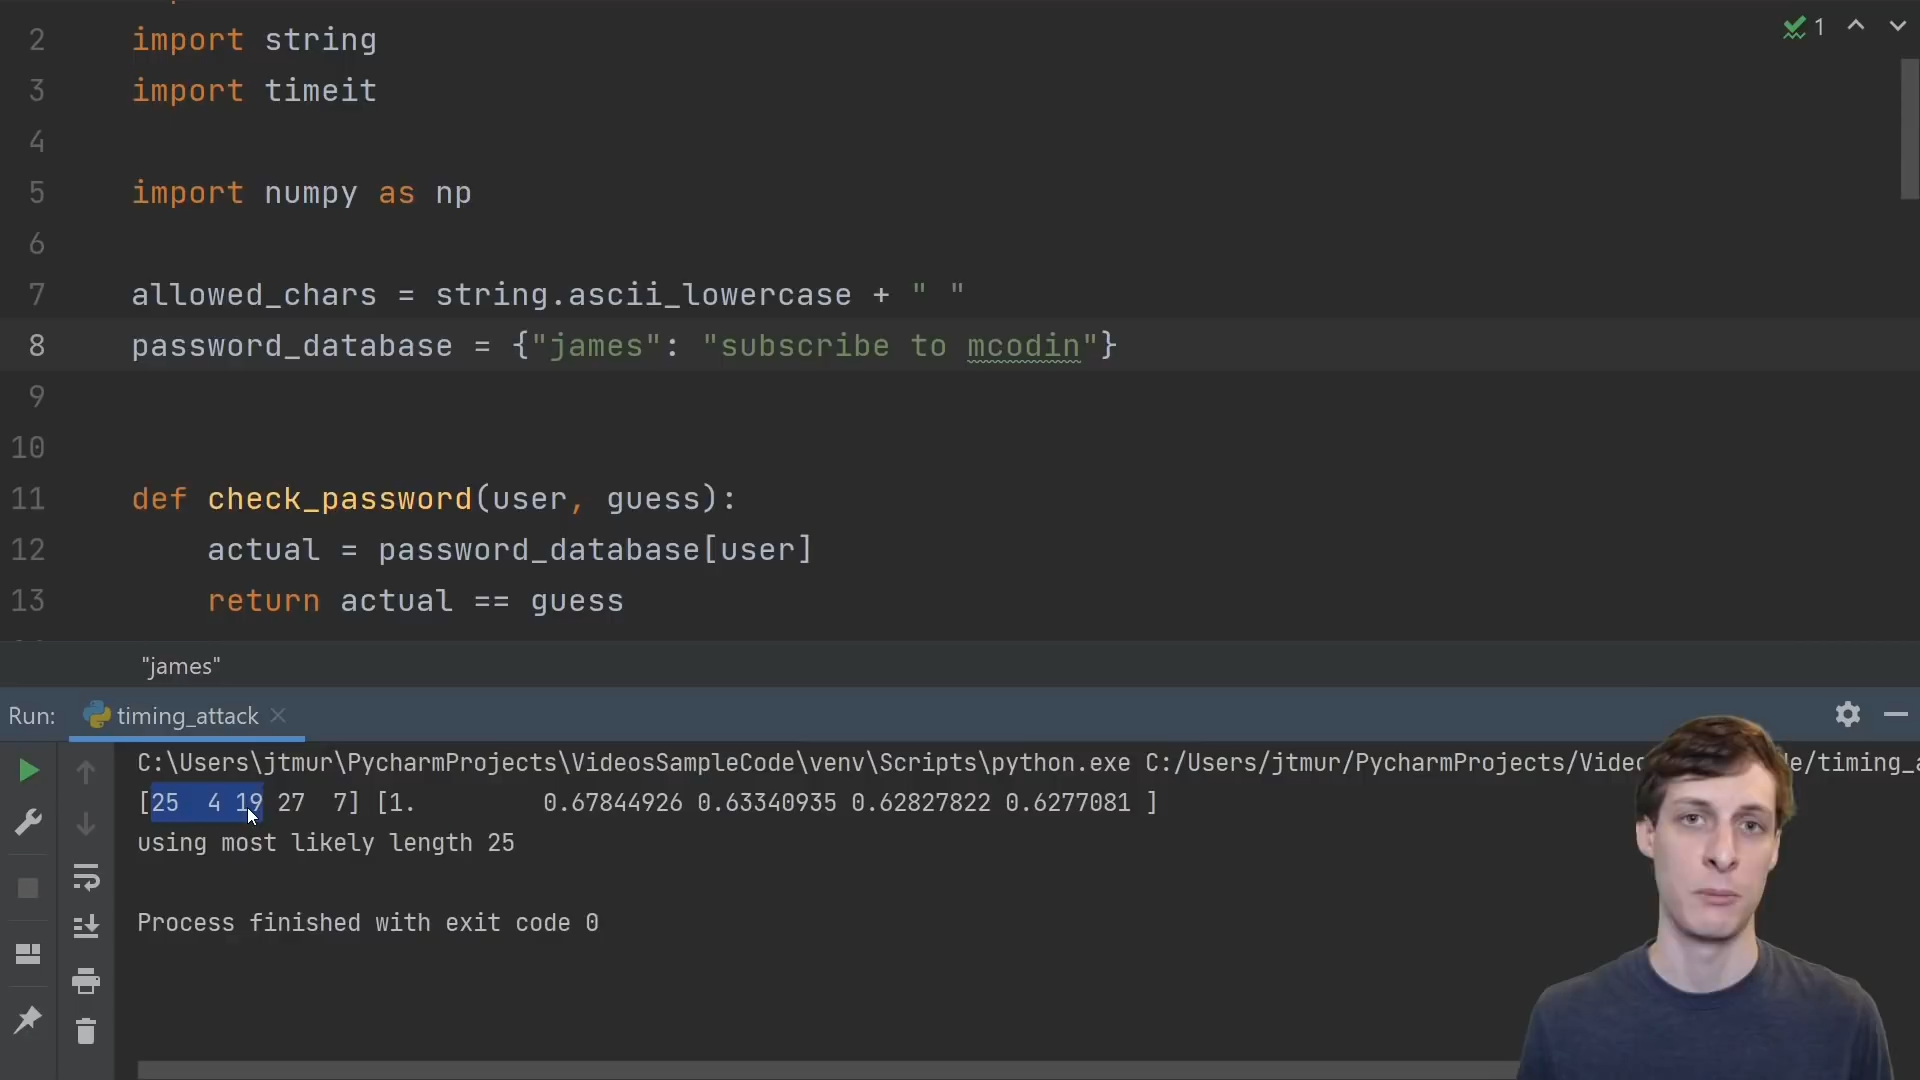 2 import string
3 import timeit
4
5 import numpy as np
6
7 allowed_chars = string.ascii_lowercase + " "
8 password_database = {"james": "subscribe to mcodin"}
9
10
11 def check_password(user, guess):
12 actual = password_database[user]
13 return actual == guess
1
"james"
Run: timing_attack
C:\Users\jtmur\PycharmProjects\VideosSampleCode\venv\Scripts\python.exe C:/Users/jtmur/PycharmProjects/Video
[25 4 19 27 7] [1. 0.67844926 0.63340935 0.62827822 0.6277081 ]
using most likely length 25
Process finished with exit code 0